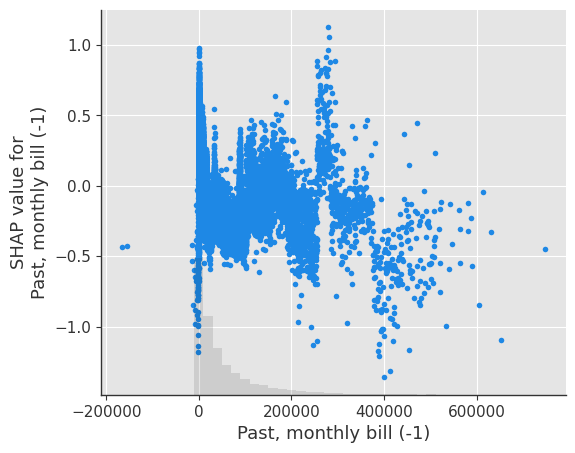 1.0
0.5
0.0
−0.5
−1.0
SHAP value for
Past, monthly bill (-1)
−200000 0 200000 400000 600000
Past, monthly bill (-1)